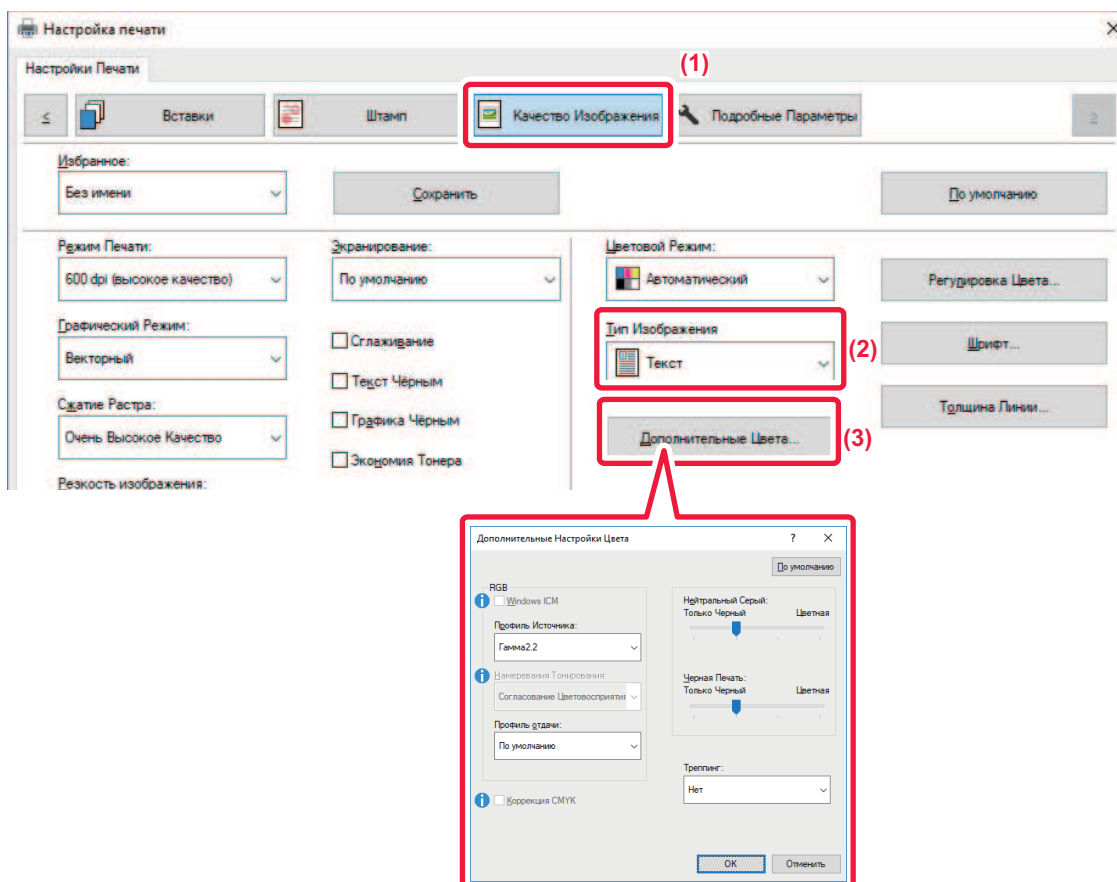 Настройка печати
Настройки Печати
(1)
≤ Вставки Штамп Качество Изображения Подробные Параметры ≥
Избранное:
Без имени Сохранить По умолчанию
Режим Печати: Экранирование: Цветовой Режим:
600 dpi (высокое качество) По умолчанию Автоматический Регулировка Цвета...
Графический Режим: Сглаживание Тип Изображения
Векторный Текст (2) Шрифт...
Текст Чёрным
Сжатие Растра: Графика Чёрным Толщина Линии...
Очень Высокое Качество Дополнительные Цвета... (3)
Экономия Тонера
Резкость изображения:
Дополнительные Настройки Цвета ? ×
По умолчанию
RGB
Windows ICM
Профиль Источника:
Гамма2.2
Намеревания Тонирования:
Согласование Цветовосприятия
Профиль отдачи:
По умолчанию
Коррекция CMYK
Нейтральный Серый:
Только Черный Цветная
Черная Печать:
Только Черный Цветная
Треппинг:
Нет
OK Отменить